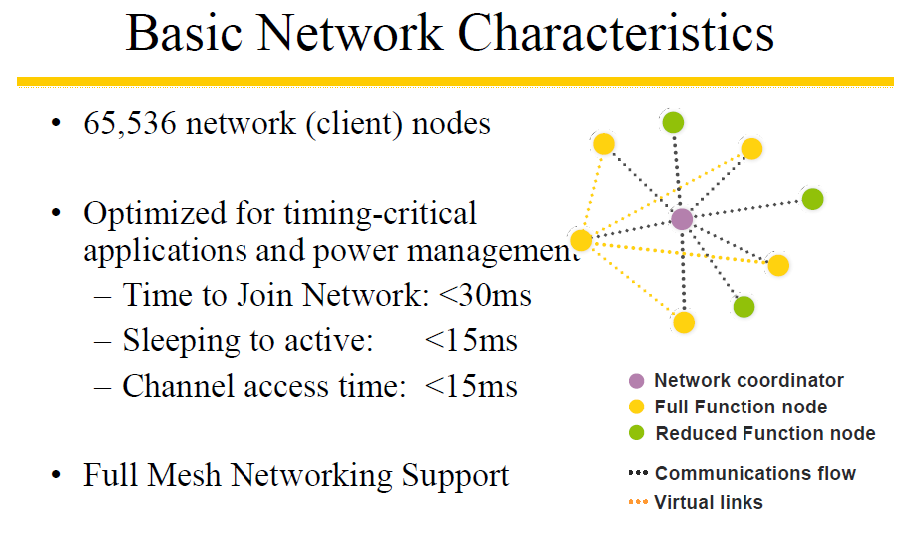 Basic Network Characteristics
• 65,536 network (client) nodes
• Optimized for timing-critical
applications and power management
– Time to Join Network: <30ms
– Sleeping to active: <15ms
– Channel access time: <15ms
• Full Mesh Networking Support
Network coordinator
Full Function node
Reduced Function node
Communications flow
Virtual links